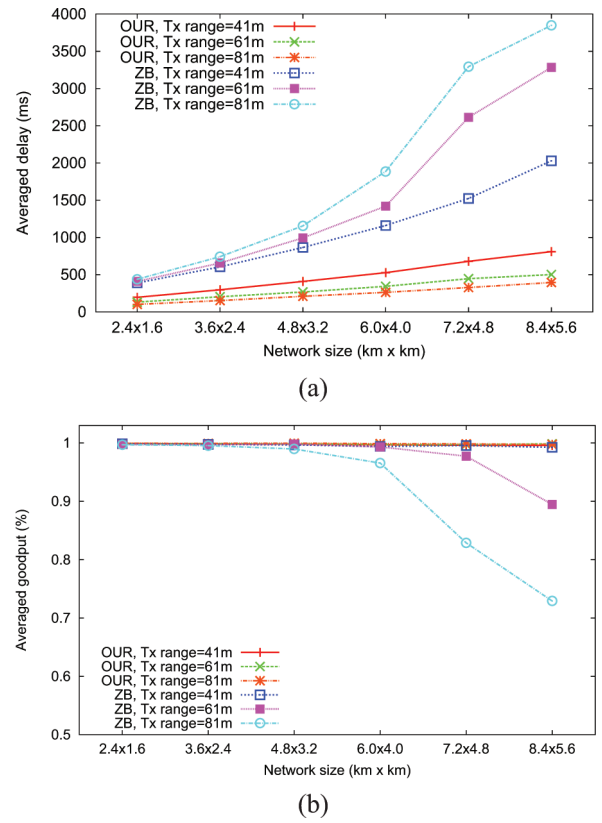 4000
3500
3000
2500
2000
1500
1000
500
0
Averaged delay (ms)
OUR, Tx range=41m
OUR, Tx range=61m
OUR, Tx range=81m
ZB, Tx range=41m
ZB, Tx range=61m
ZB, Tx range=81m
2.4x1.6 3.6x2.4 4.8x3.2 6.0x4.0 7.2x4.8 8.4x5.6
Network size (km x km)
(a)
1
0.9
0.8
0.7
0.6
0.5
Averaged goodput (%)
OUR, Tx range=41m
OUR, Tx range=61m
OUR, Tx range=81m
ZB, Tx range=41m
ZB, Tx range=61m
ZB, Tx range=81m
2.4x1.6 3.6x2.4 4.8x3.2 6.0x4.0 7.2x4.8 8.4x5.6
Network size (km x km)
(b)